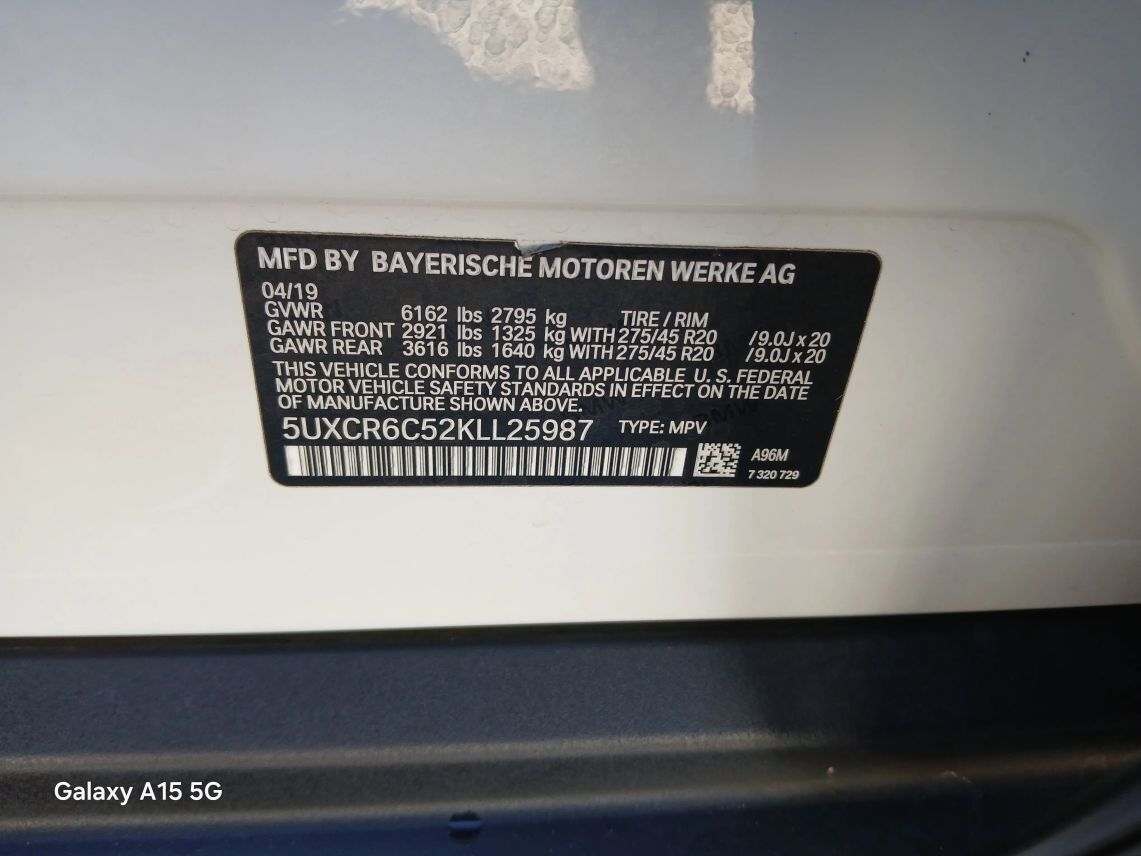 MFD BY BAYERISCHE MOTOREN WERKE AG
04/19
GVWR 6162 lbs 2795 kg TIRE / RIM
GAWR FRONT 2921 lbs 1325 kg WITH 275/45 R20 /9.0J x 20
GAWR REAR 3616 lbs 1640 kg WITH 275/45 R20 /9.0J x 20
THIS VEHICLE CONFORMS TO ALL APPLICABLE U. S. FEDERAL
MOTOR VEHICLE SAFETY STANDARDS IN EFFECT ON THE DATE
OF MANUFACTURE SHOWN ABOVE.
5UXCR6C52KLL25987 TYPE: MPV
A96M
7 320 729
Galaxy A15 5G